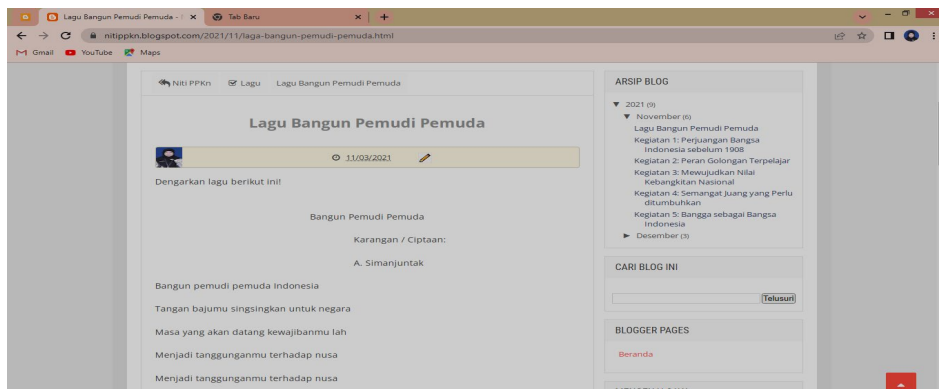 Lagu Bangun Pemudi Pemuda -
Tab Baru
nitippkn.blogspot.com/2021/11/laga-bangun-pemudi-pemuda.html
Gmail YouTube Maps
Niti PPKn Lagu Lagu Bangun Pemudi Pemuda
Lagu Bangun Pemudi Pemuda
11/03/2021
Dengarkan lagu berikut ini!
Bangun Pemudi Pemuda
Karangan / Ciptaan:
A. Simanjuntak
Bangun pemudi pemuda Indonesia
Tangan bajumu singsingkan untuk negara
Masa yang akan datang kewajibanmu lah
Menjadi tanggunganmu terhadap nusa
Menjadi tanggunganmu terhadap nusa
ARSIP BLOG
▼ 2021 (9)
▼ November (6)
Lagu Bangun Pemudi Pemuda
Kegiatan 1: Perjuangan Bangsa
Indonesia sebelum 1908
Kegiatan 2: Peran Golongan Terpelajar
Kegiatan 3: Mewujudkan Nilai
Kebangkitan Nasional
Kegiatan 4: Semangat Juang yang Perlu
ditumbuhkan
Kegiatan 5: Bangga sebagai Bangsa
Indonesia
► Desember (3)
CARI BLOG INI
Telusuri
BLOGGER PAGES
Beranda